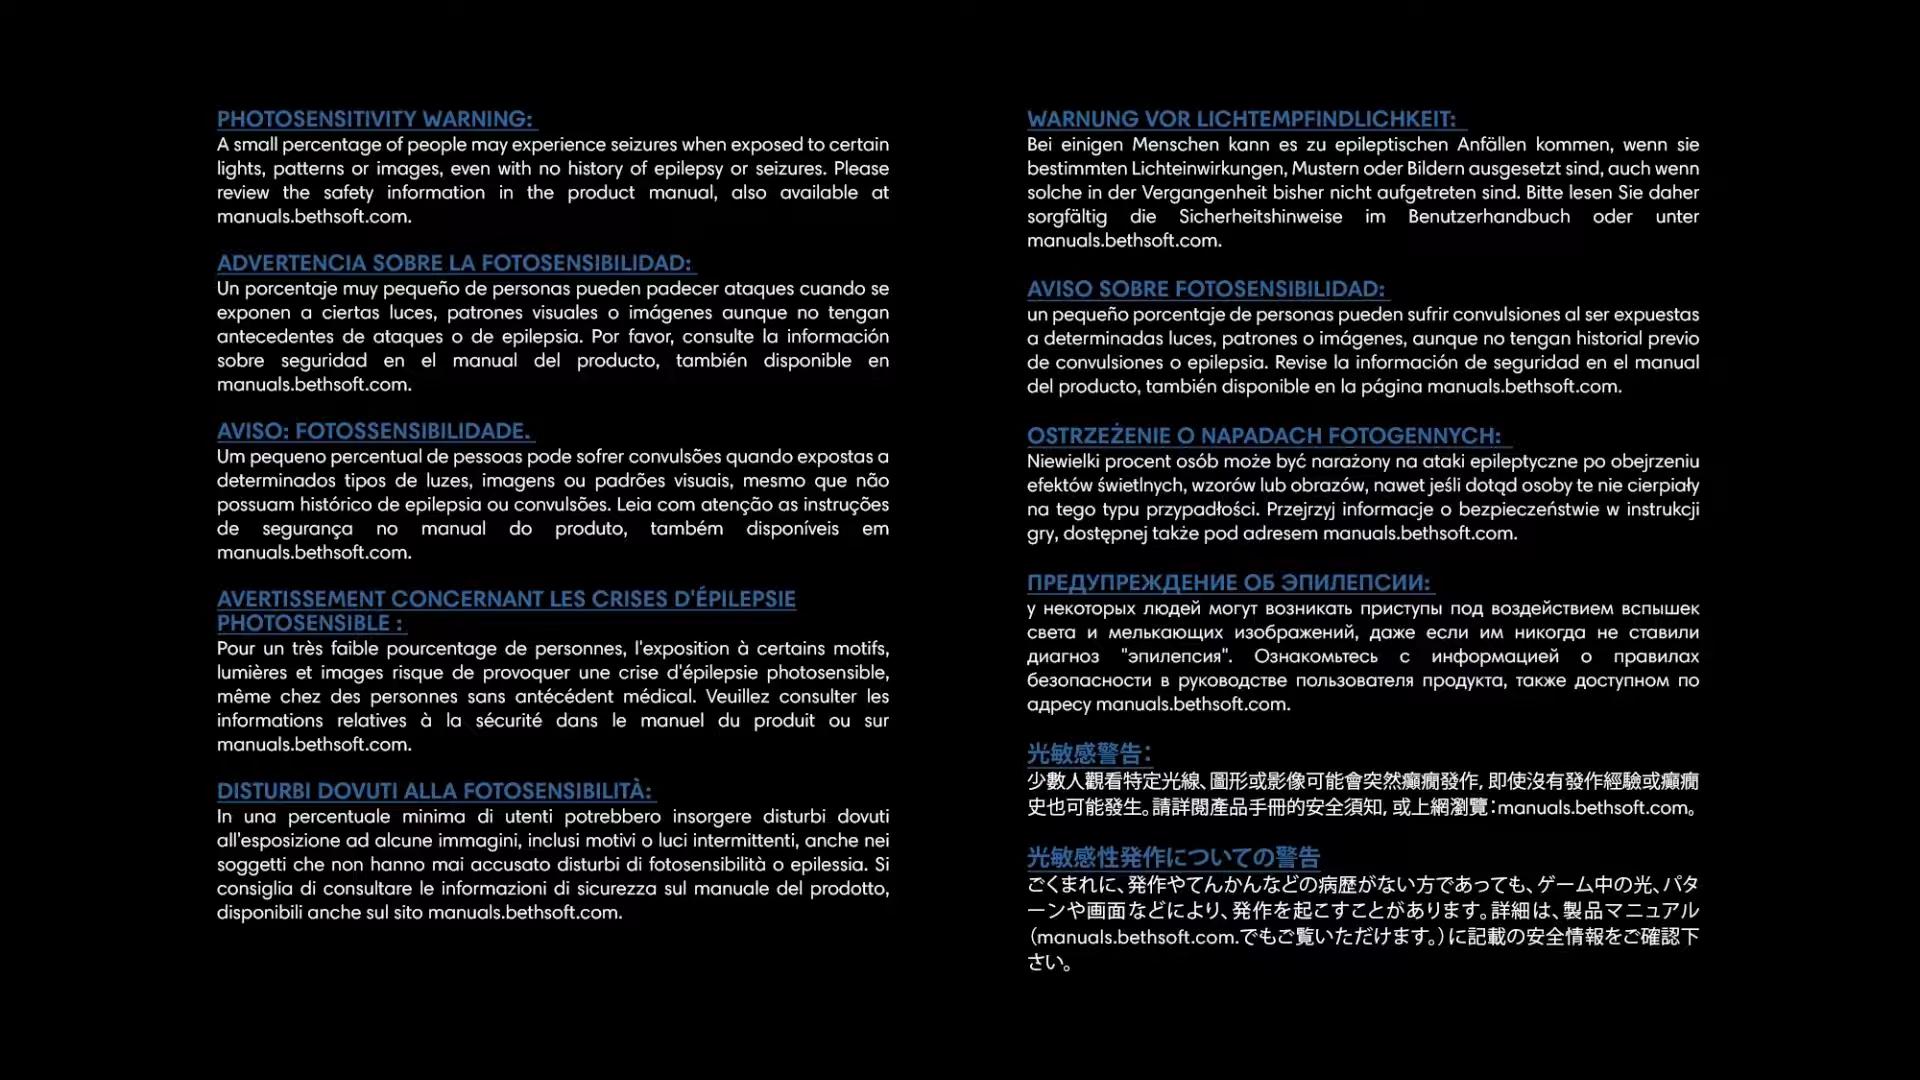 PHOTOSENSITIVITY WARNING:
A small percentage of people may experience seizures when exposed to certain
lights, patterns or images, even with no history of epilepsy or seizures. Please
review the safety information in the product manual, also available at
manuals.bethsoft.com.
ADVERTENCIA SOBRE LA FOTOSENSIBILIDAD:
Un porcentaje muy pequeño de personas pueden padecer ataques cuando se
exponen a ciertas luces, patrones visuales o imágenes aunque no tengan
antecedentes de ataques o de epilepsia. Por favor, consulte la información
sobre seguridad en el manual del producto, también disponible en
manuals.bethsoft.com.
AVISO: FOTOSSENSIBILIDADE.
Um pequeno percentual de pessoas pode sofrer convulsões quando expostas a
determinados tipos de luzes, imagens ou padrões visuais, mesmo que não
possuam histórico de epilepsia ou convulsões. Leia com atenção as instruções
de segurança no manual do produto, também disponíveis em
manuals.bethsoft.com.
AVERTISSEMENT CONCERNANT LES CRISES D'ÉPILEPSIE
PHOTOSENSIBLE :
Pour un très faible pourcentage de personnes, l'exposition à certains motifs,
lumières et images risque de provoquer une crise d'épilepsie photosensible,
même chez des personnes sans antécédent médical. Veuillez consulter les
informations relatives à la sécurité dans le manuel du produit ou sur
manuals.bethsoft.com.
DISTURBI DOVUTI ALLA FOTOSENSIBILITÀ:
In una percentuale minima di utenti potrebbero insorgere disturbi dovuti
all'esposizione ad alcune immagini, inclusi motivi o luci intermittenti, anche nei
soggetti che non hanno mai accusato disturbi di fotosensibilità o epilessia. Si
consiglia di consultare le informazioni di sicurezza sul manuale del prodotto,
disponibili anche sul sito manuals.bethsoft.com.
WARNUNG VOR LICHTEMPFINDLICHKEIT:
Bei einigen Menschen kann es zu epileptischen Anfällen kommen, wenn sie
bestimmten Lichteinwirkungen, Mustern oder Bildern ausgesetzt sind, auch wenn
solche in der Vergangenheit bisher nicht aufgetreten sind. Bitte lesen Sie daher
sorgfältig die Sicherheitshinweise im Benutzerhandbuch oder unter
manuals.bethsoft.com.
AVISO SOBRE FOTOSENSIBILIDAD:
un pequeño porcentaje de personas pueden sufrir convulsiones al ser expuestas
a determinadas luces, patrones o imágenes, aunque no tengan historial previo
de convulsiones o epilepsia. Revise la información de seguridad en el manual
del producto, también disponible en la página manuals.bethsoft.com.
OSTRZEŻENIE O NAPADACH FOTOGENNYCH:
Niewielki procent osób może być narażony na ataki epileptyczne po obejrzeniu
efektów świetlnych, wzorów lub obrazów, nawet jeśli dotąd osoby te nie cierpiały
na tego typu przypadłości. Przejrzyj informacje o bezpieczeństwie w instrukcji
gry, dostępnej także pod adresem manuals.bethsoft.com.
ПРЕДУПРЕЖДЕНИЕ ОБ ЭПИЛЕПСИИ:
у некоторых людей могут возникать приступы под воздействием вспышек
света и мелькающих изображений, даже если им никогда не ставили
диагноз "эпилепсия". Ознакомьтесь с информацией о правилах
безопасности в руководстве пользователя продукта, также доступном по
адресу manuals.bethsoft.com.
光敏感警告：
少數人觀看特定光線、圖形或影像可能會突然癲癇發作，即使沒有發作經驗或癲癇
史也可能發生。請詳閱產品手冊的安全須知，或上網瀏覽：manuals.bethsoft.com。
光敏感性発作についての警告
ごくまれに、発作やてんかんなどの病歴がない方であっても、ゲーム中の光、パタ
ーンや画面などにより、発作を起こすことがあります。詳細は、製品マニュアル
（manuals.bethsoft.com.でもご覧いただけます。）に記載の安全情報をご確認下
さい。